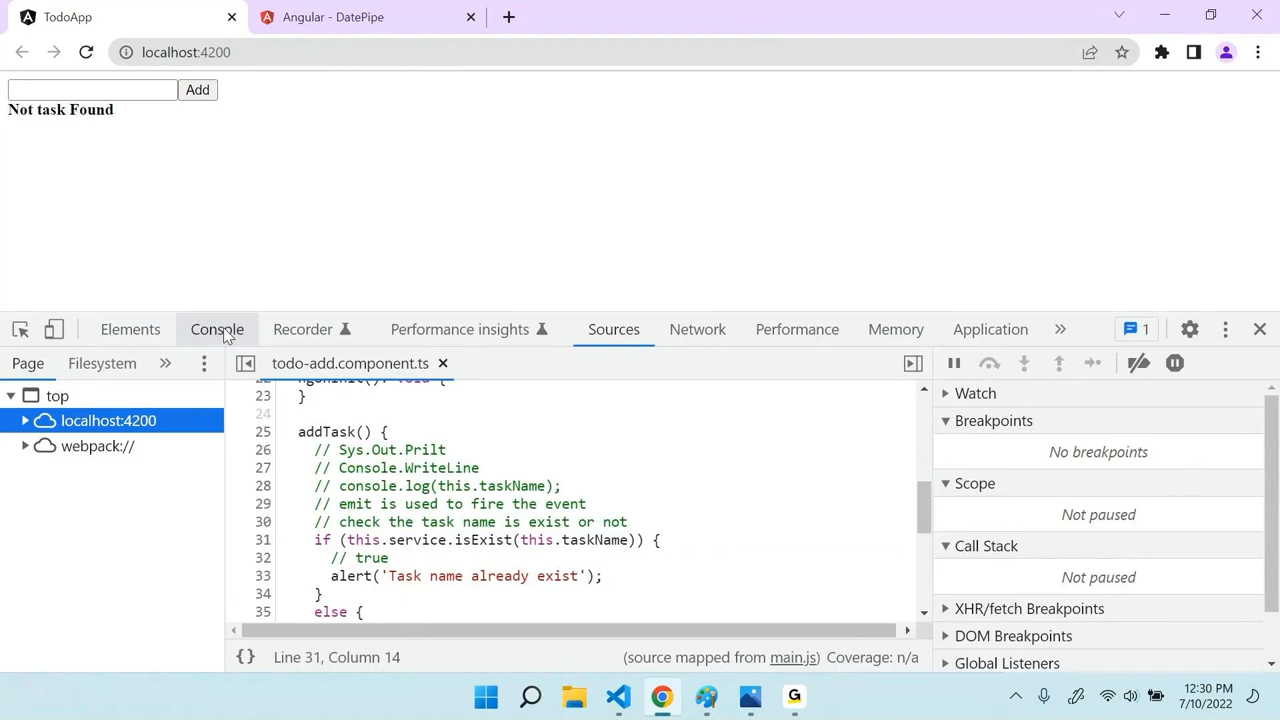 TodoApp
Angular - DatePipe
localhost:4200
Add
Not task Found
Elements
Console
Recorder
Performance insights
Sources
Network
Performance
Memory
Application
1
Page
Filesystem
todo-add.component.ts
top
localhost:4200
webpack://
23 }
24
25 addTask() {
26 // Sys.Out.Prilt
27 // Console.WriteLine
28 // console.log(this.taskName);
29 // emit is used to fire the event
30 // check the task name is exist or not
31 if (this.service.isExist(this.taskName)) {
32 // true
33 alert('Task name already exist');
34 }
35 else {
{} Line 31, Column 14
(source mapped from main.js) Coverage: n/a
Watch
Breakpoints
No breakpoints
Scope
Not paused
Call Stack
Not paused
XHR/fetch Breakpoints
DOM Breakpoints
Global Listeners
G
12:30 PM
7/10/2022